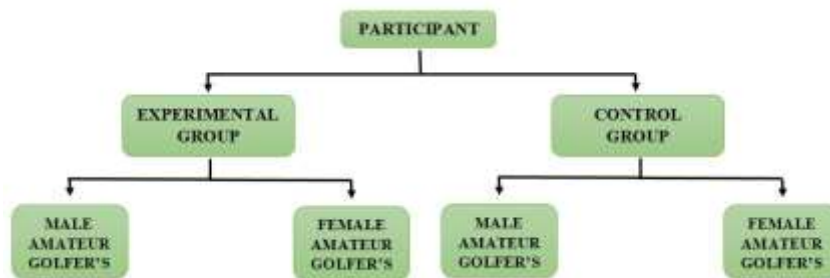 PARTICIPANT
EXPERIMENTAL
GROUP
CONTROL
GROUP
MALE
AMATEUR
GOLFER'S
FEMALE
AMATEUR
GOLFER'S
MALE
AMATEUR
GOLFER'S
FEMALE
AMATEUR
GOLFER'S